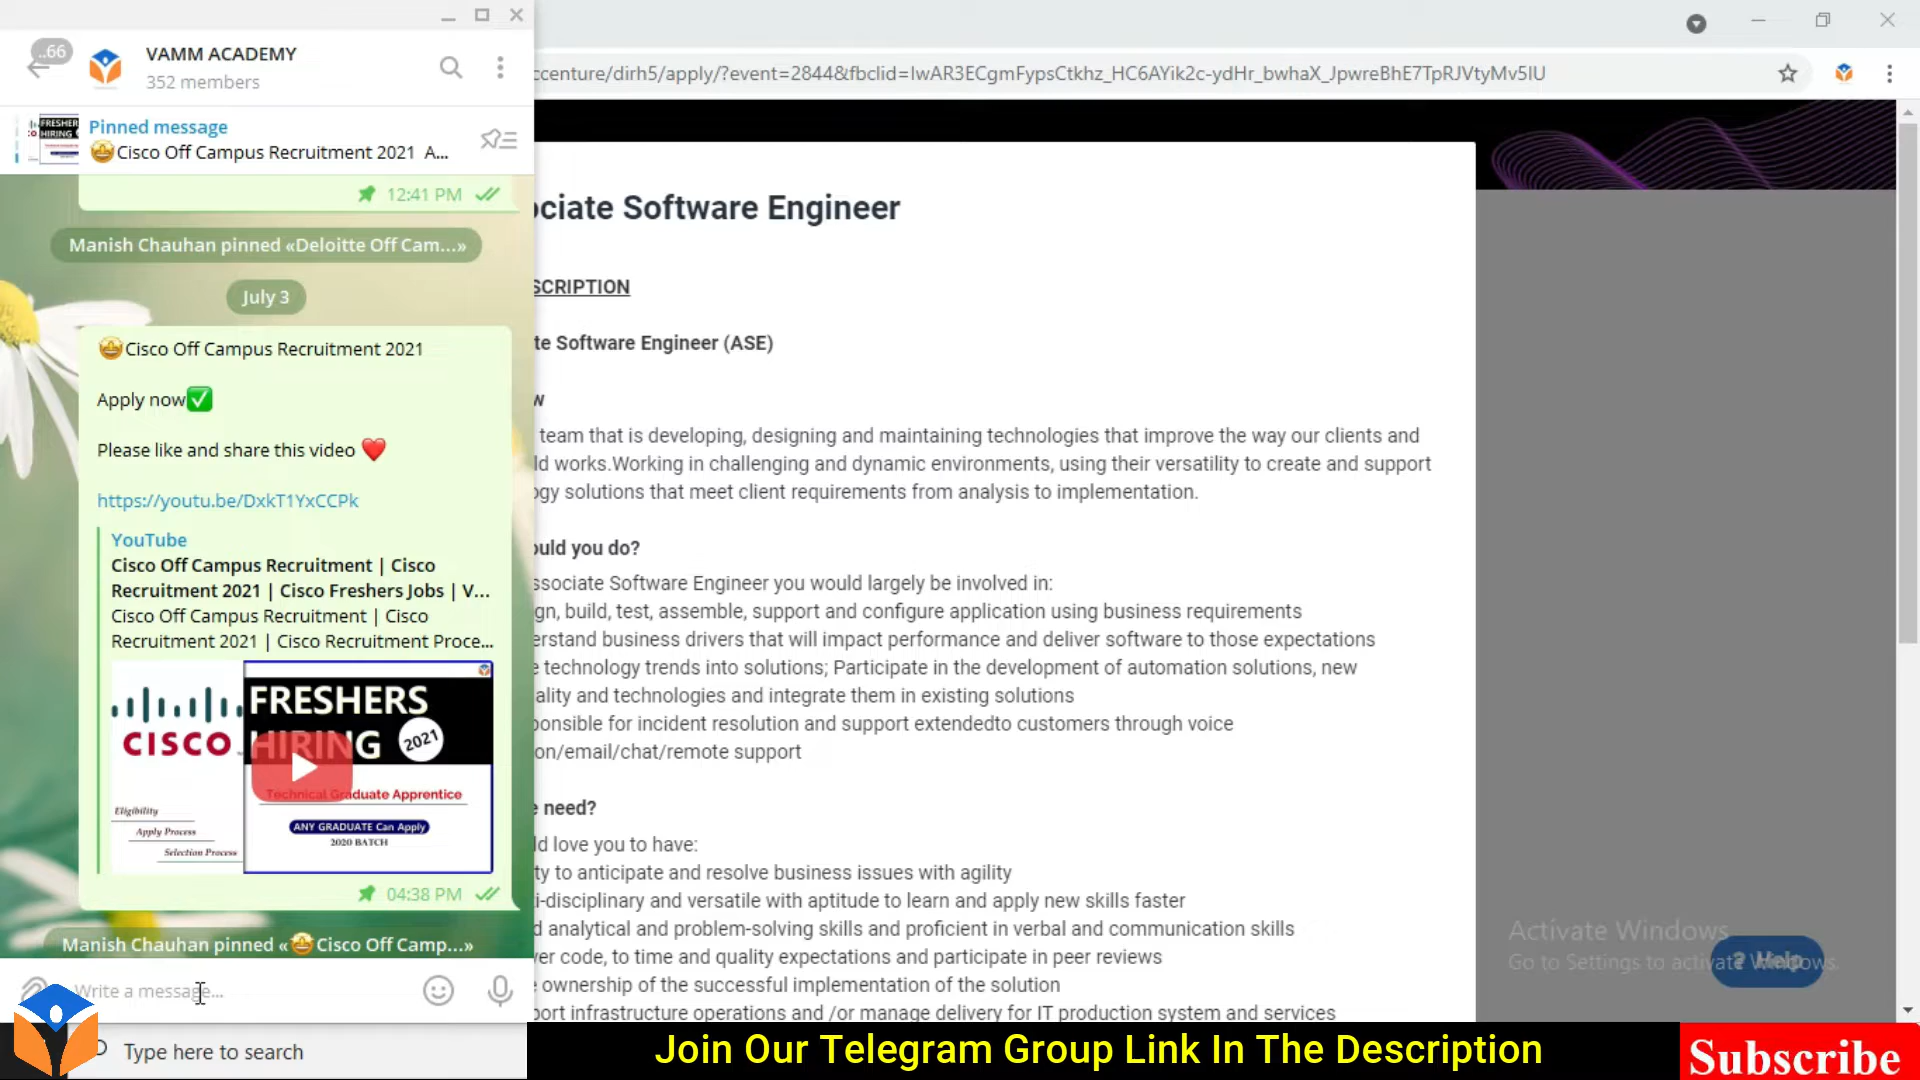 ..66
VAMM ACADEMY
352 members
Pinned message
🤩Cisco Off Campus Recruitment 2021 A...
12:41 PM
Manish Chauhan pinned «Deloitte Off Cam...»
July 3
🤩Cisco Off Campus Recruitment 2021
Apply now✅
Please like and share this video ❤️
https://youtu.be/DxkT1YxCCPk
YouTube
Cisco Off Campus Recruitment | Cisco
Recruitment 2021 | Cisco Freshers Jobs | V...
Cisco Off Campus Recruitment | Cisco
Recruitment 2021 | Cisco Recruitment Proce...
CISCO
FRESHERS
HIRING
2021
Technical Graduate Apprentice
ANY GRADUATE Can Apply
2020 BATCH
Eligibility
Apply Process
Selection Process
04:38 PM
Manish Chauhan pinned «🤩Cisco Off Camp...»
Write a message...
Type here to search
ccenture/dirh5/apply/?event=2844&fbclid=IwAR3ECgmFypsCtkhz_HC6AYik2c-ydHr_bwhaX_JpwreBhE7TpRJVtyMv5lU
ociate Software Engineer
SCRIPTION
te Software Engineer (ASE)
w
team that is developing, designing and maintaining technologies that improve the way our clients and
ld works.Working in challenging and dynamic environments, using their versatility to create and support
ogy solutions that meet client requirements from analysis to implementation.
ould you do?
ssociate Software Engineer you would largely be involved in:
gn, build, test, assemble, support and configure application using business requirements
erstand business drivers that will impact performance and deliver software to those expectations
e technology trends into solutions; Participate in the development of automation solutions, new
ality and technologies and integrate them in existing solutions
ponsible for incident resolution and support extendedto customers through voice
on/email/chat/remote support
e need?
ld love you to have:
ty to anticipate and resolve business issues with agility
i-disciplinary and versatile with aptitude to learn and apply new skills faster
d analytical and problem-solving skills and proficient in verbal and communication skills
ver code, to time and quality expectations and participate in peer reviews
e ownership of the successful implementation of the solution
port infrastructure operations and /or manage delivery for IT production system and services
Activate Windows
Go to Settings to activate Windows.
? Help
Join Our Telegram Group Link In The Description
Subscribe